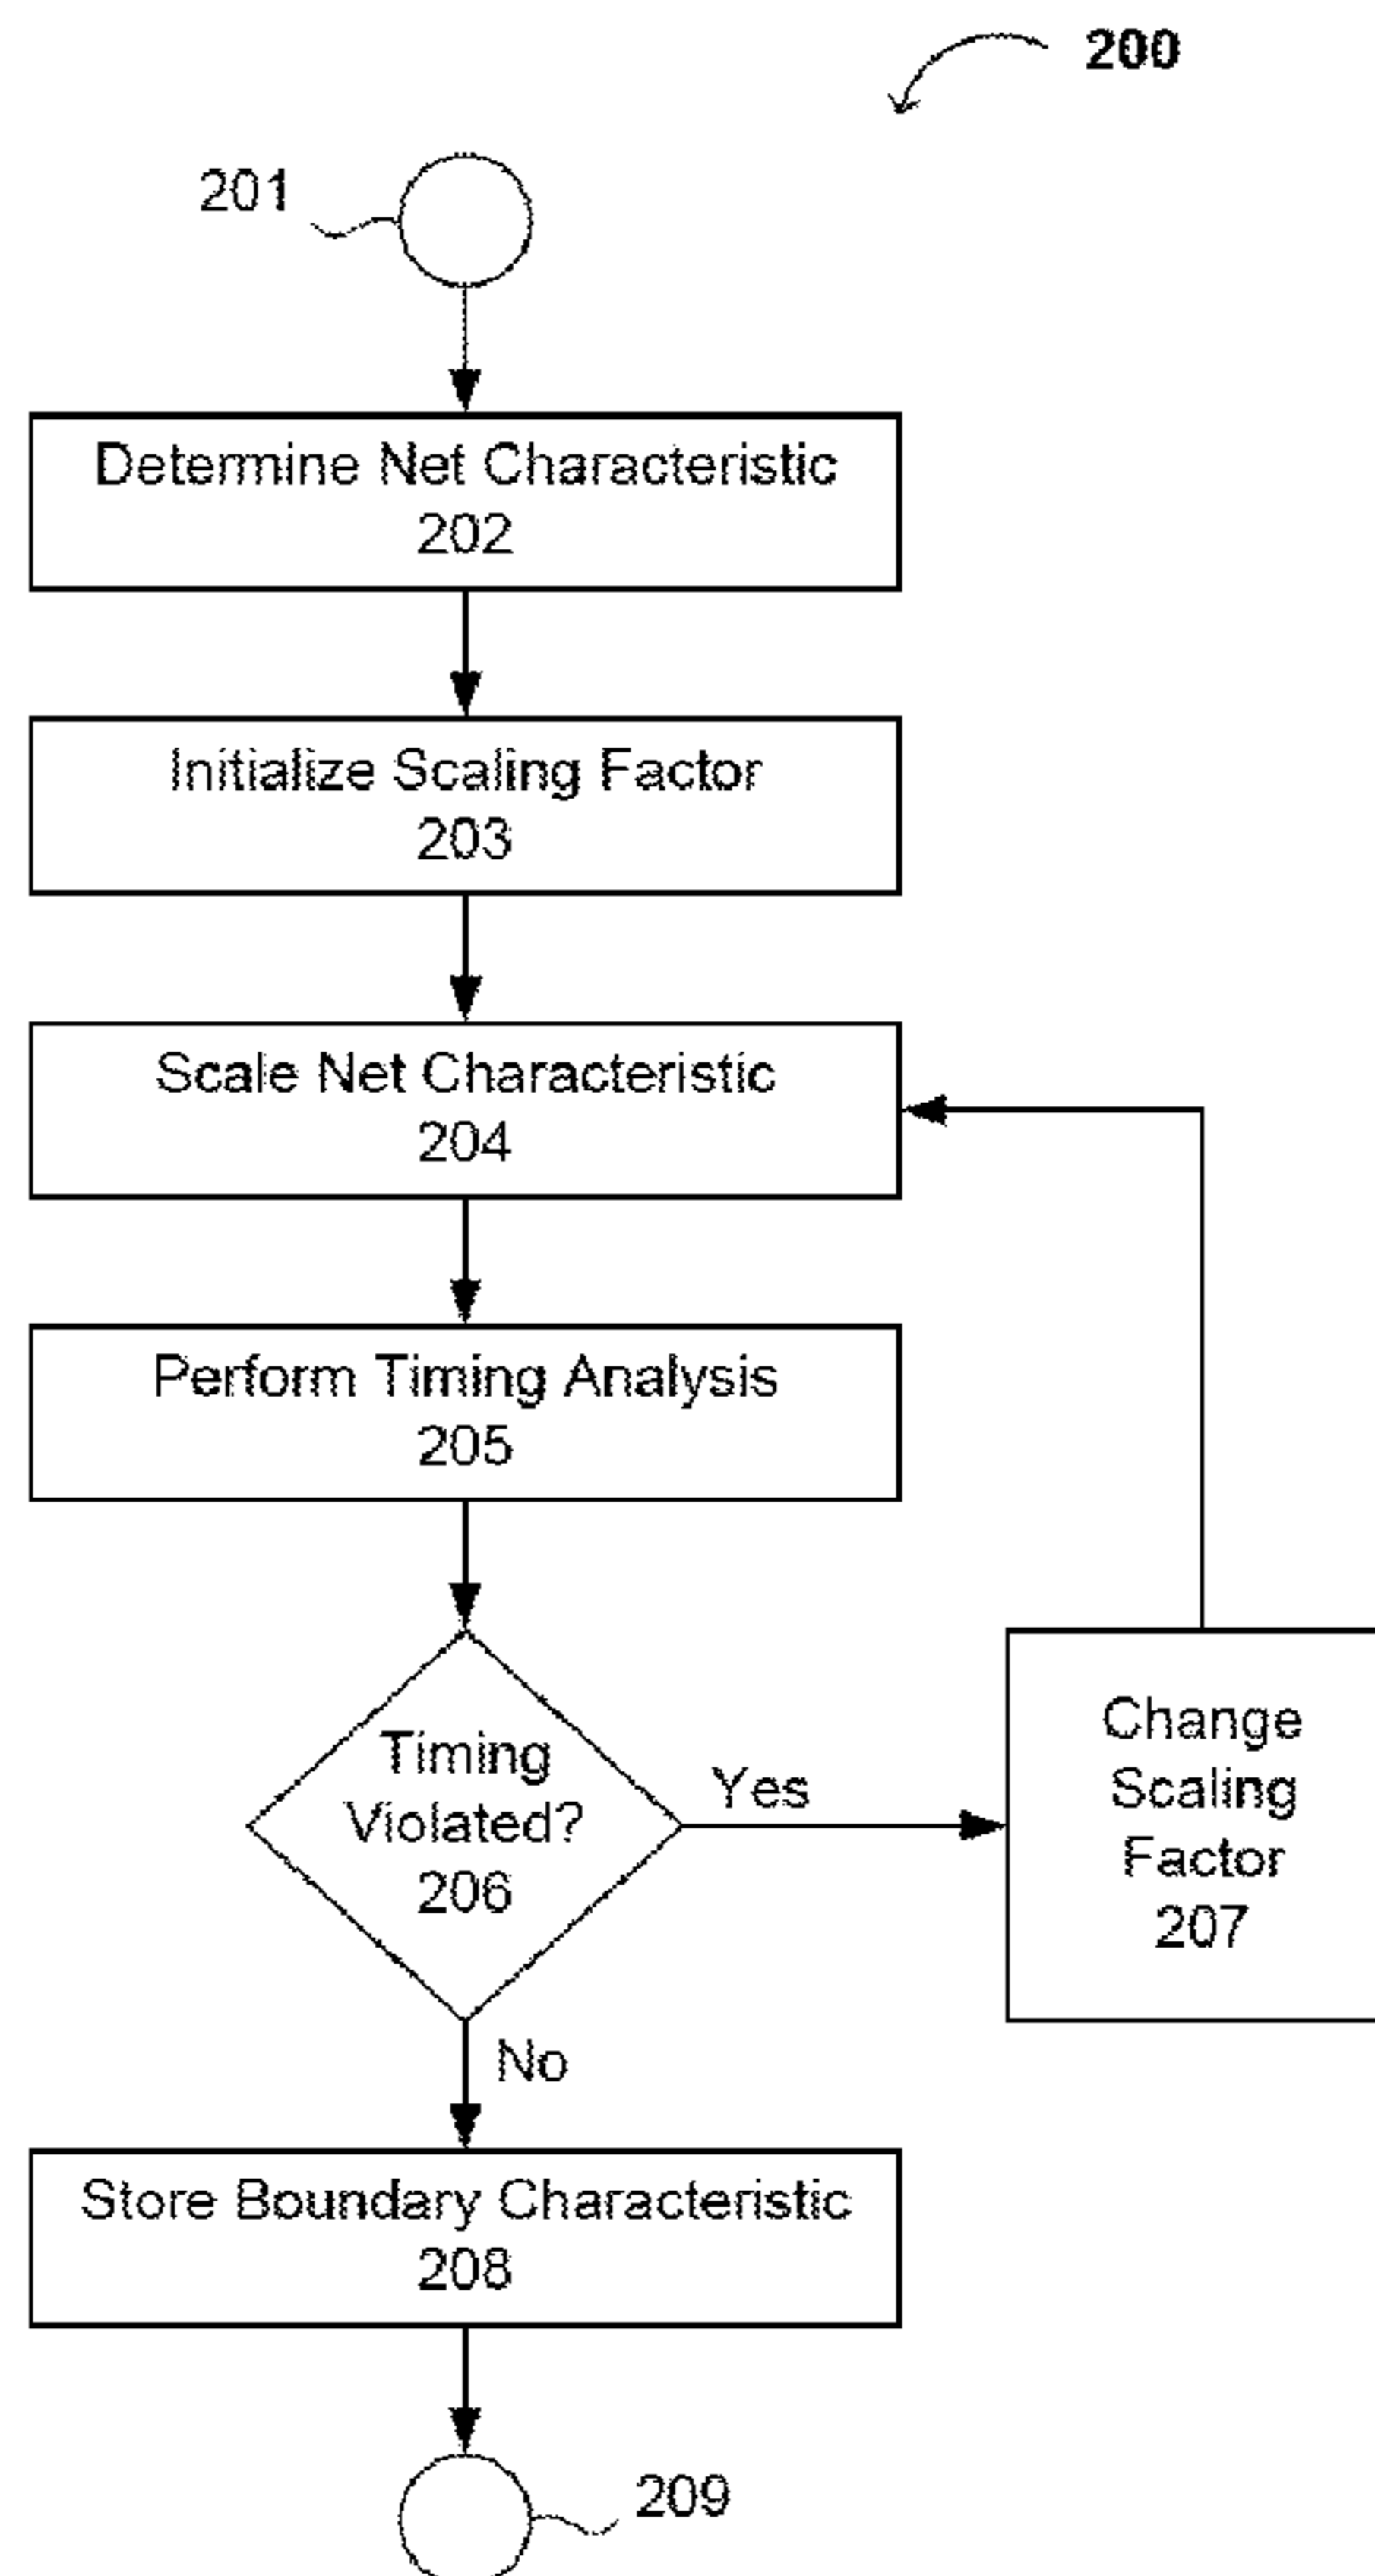 200
201
Determine Net Characteristic
202
Initialize Scaling Factor
203
Scale Net Characteristic
204
Perform Timing Analysis
205
Timing
Violated?
206
Yes
Change
Scaling
Factor
207
No
Store Boundary Characteristic
208
209